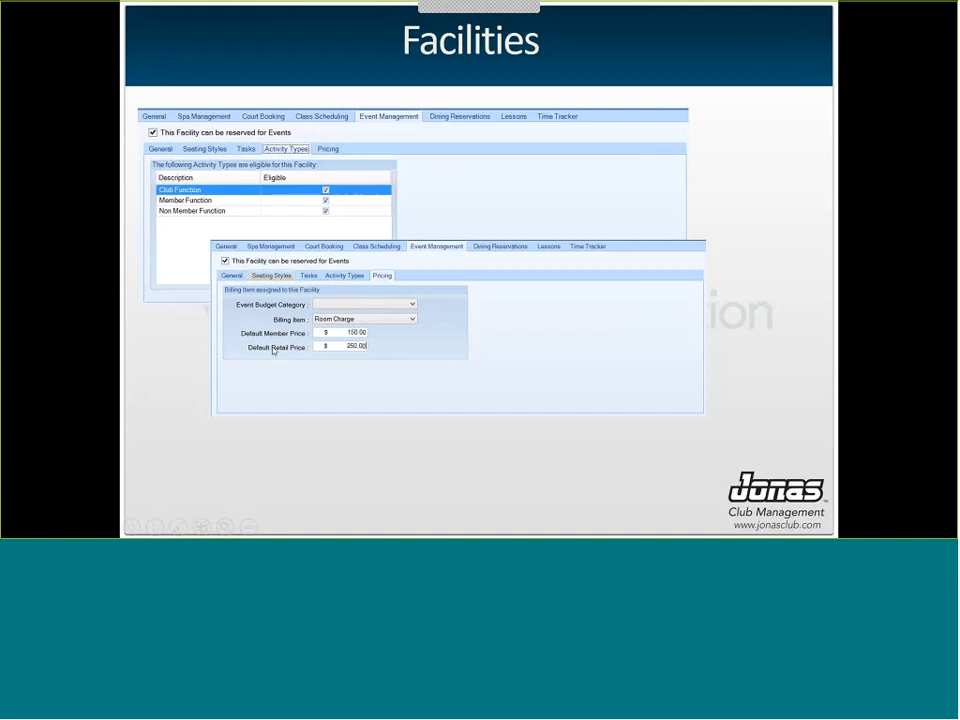 Facilities
General Spa Management Court Booking Class Scheduling Event Management Dining Reservations Lessons Time Tracker
This Facility can be reserved for Events
General Seating Styles Tasks Activity Types Pricing
The following Activity Types are eligible for this Facility:
Description Eligible
Club Function
Member Function
Non Member Function
General Spa Management Court Booking Class Scheduling Event Management Dining Reservations Lessons Time Tracker
This Facility can be reserved for Events
General Seating Styles Tasks Activity Types Pricing
Billing Item assigned to this Facility
Event Budget Category :
Billing Item : Room Charge
Default Member Price : $ 150.00
Default Retail Price : $ 250.00
Jonas
Club Management
www.jonasclub.com